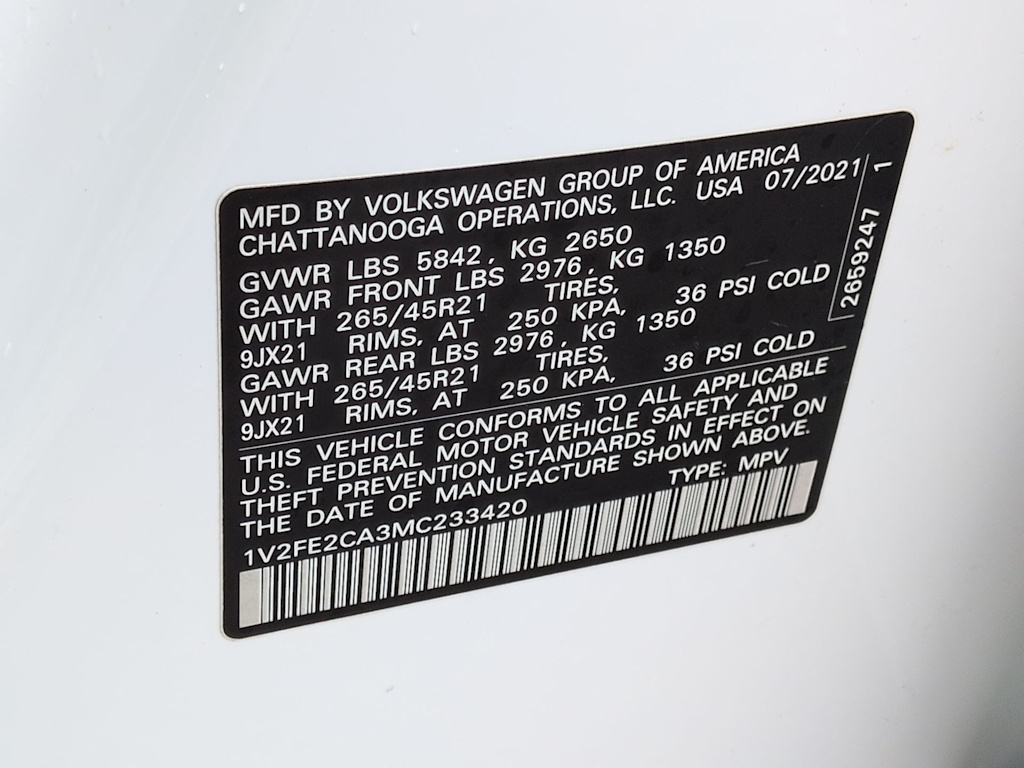 MFD BY VOLKSWAGEN GROUP OF AMERICA
CHATTANOOGA OPERATIONS, LLC. USA 07/2021
GVWR LBS 5842, KG 2650
GAWR FRONT LBS 2976, KG 1350
WITH 265/45R21 TIRES,
9JX21 RIMS, AT 250 KPA, 36 PSI COLD
GAWR REAR LBS 2976, KG 1350
WITH 265/45R21 TIRES,
9JX21 RIMS, AT 250 KPA, 36 PSI COLD
2659247 1
THIS VEHICLE CONFORMS TO ALL APPLICABLE
U.S. FEDERAL MOTOR VEHICLE SAFETY AND
THEFT PREVENTION STANDARDS IN EFFECT ON
THE DATE OF MANUFACTURE SHOWN ABOVE.
1V2FE2CA3MC233420 TYPE: MPV